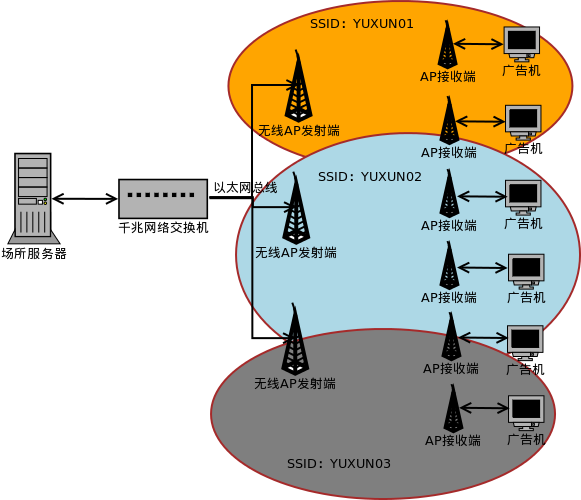 SSID: YUXUN01
AP接收端
广告机
无线AP发射端
AP接收端
广告机
SSID: YUXUN02
以太网总线
AP接收端
广告机
千兆网络交换机
场所服务器
无线AP发射端
AP接收端
广告机
AP接收端
广告机
无线AP发射端
AP接收端
广告机
SSID: YUXUN03